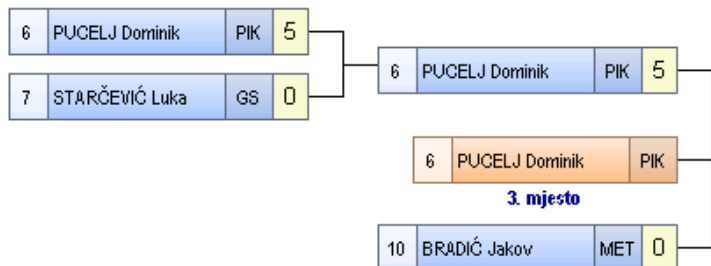 6 PUCELJ Dominik PIK 5
7 STARČEVIĆ Luka GS 0
6 PUCELJ Dominik PIK 5
6 PUCELJ Dominik PIK
3. mjesto
10 BRADIĆ Jakov MET 0